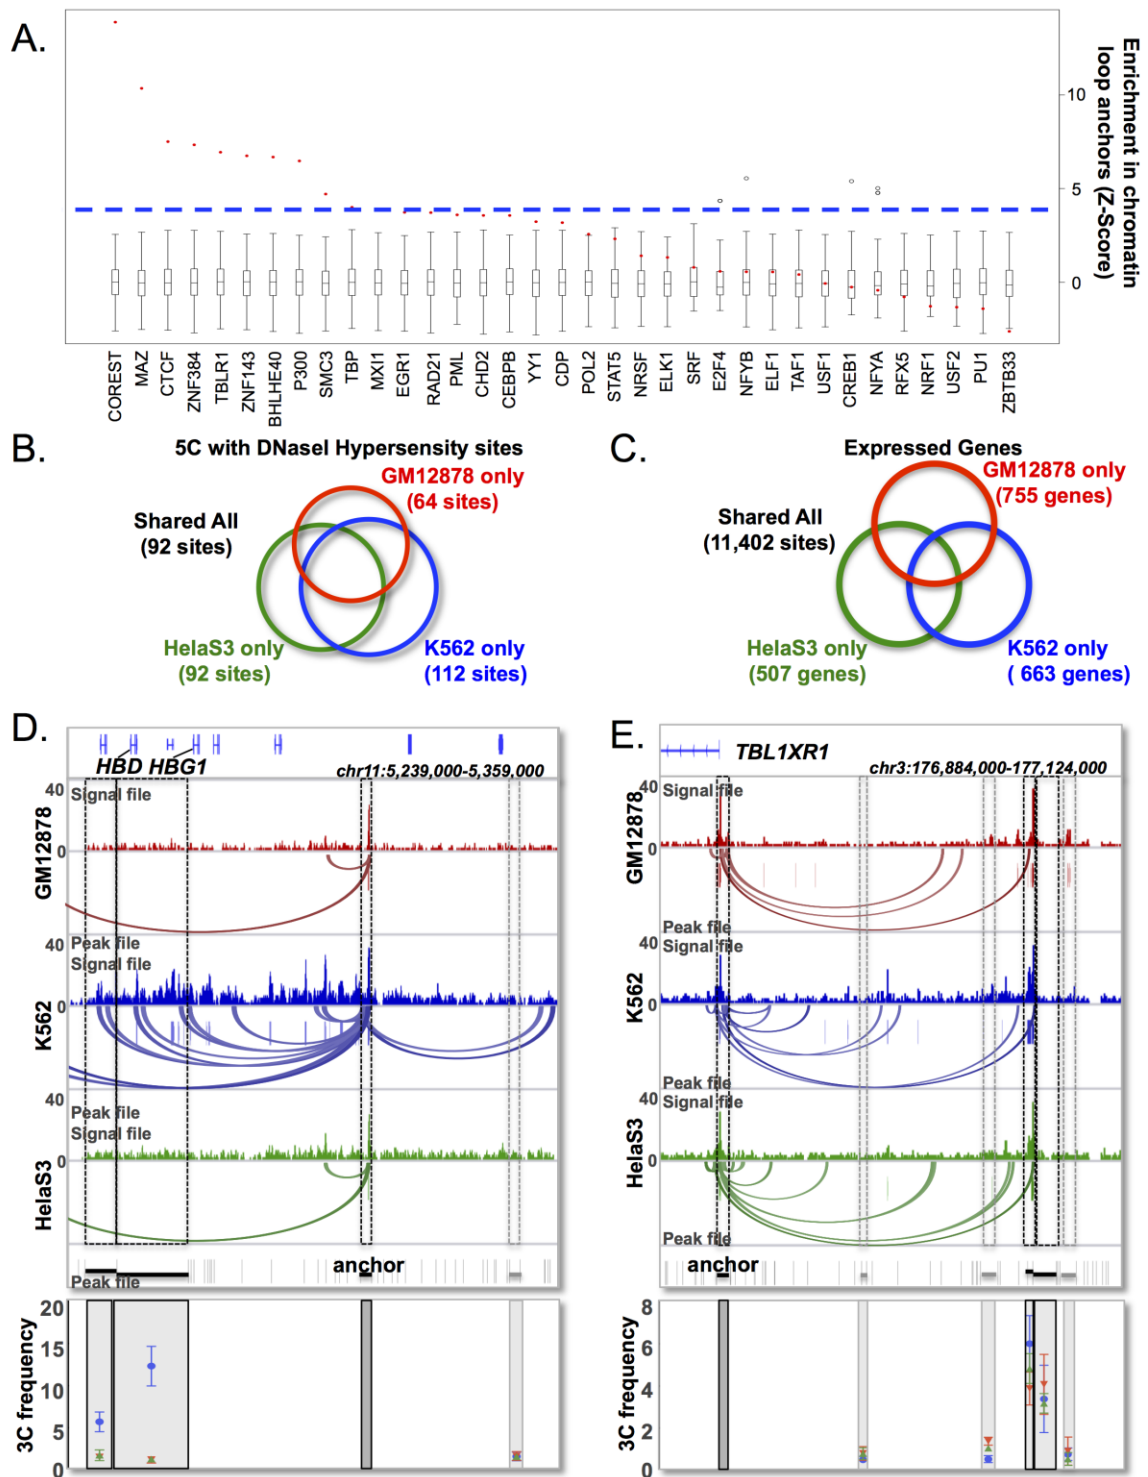 A.
10
5
0
Enrichment in chromatin
loop anchors (Z-Score)
COREST
MAZ
CTCF
ZNF384
TBLR1
ZNF143
BHLHE40
P300
SMC3
TBP
MXI1
EGR1
RAD21
PML
CHD2
CEBPB
YY1
CDP
POL2
STAT5
NRSF
ELK1
SRF
E2F4
NFYB
ELF1
TAF1
USF1
CREB1
NFYA
RFX5
NRF1
USF2
PU1
ZBTB33
B.
5C with DNaseI Hypersensity sites
GM12878 only
(64 sites)
Shared All
(92 sites)
HelaS3 only
(92 sites)
K562 only
(112 sites)
C.
Expressed Genes
GM12878 only
(755 genes)
Shared All
(11,402 sites)
HelaS3 only
(507 genes)
K562 only
( 663 genes)
D.
HBD HBG1
chr11:5,239,000-5,359,000
40
Signal file
GM12878
0
Peak file
40
Signal file
K562
0
40
Peak file
Signal file
HelaS3
0
anchor
Peak file
20
15
10
5
0
3C frequency
E.
TBL1XR1
chr3:176,884,000-177,124,000
40
Signal file
GM12878
0
Peak file
40
Signal file
K562
0
Peak file
40
Signal file
HelaS3
0
Peak file
anchor
8
6
4
2
0
3C frequency